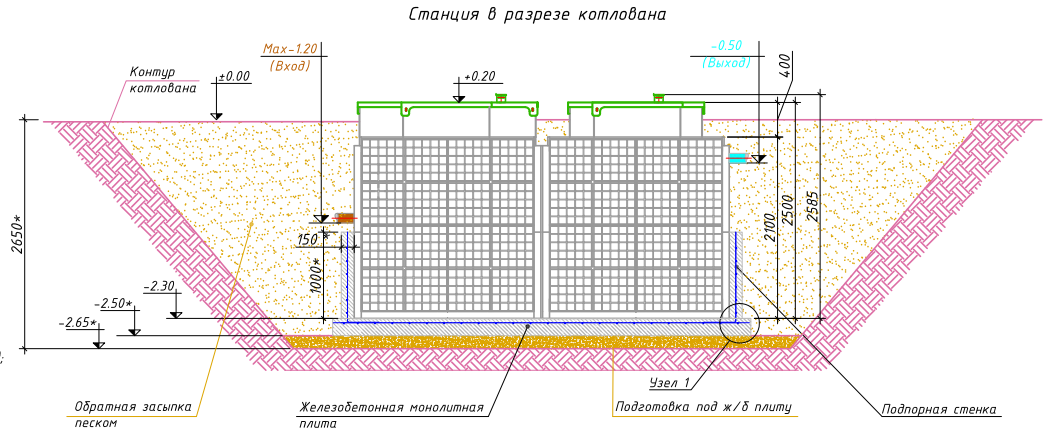 Станция в разрезе котлована
Max-1.20
(Вход)
-0.50
(Выход)
400
Контур
котлована
±0.00
+0.20
2650*
150*
1000*
2100
2500
2585
-2.30
-2.50*
-2.65*
Узел 1
Обратная засыпка
песком
Железобетонная монолитная
плита
Подготовка под ж/б плиту
Подпорная стенка